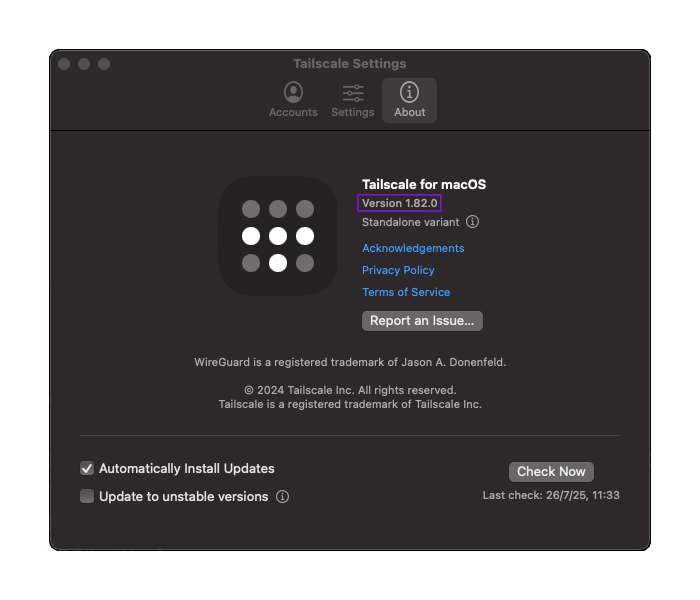 Tailscale Settings
Accounts Settings About
Tailscale for macOS
Version 1.82.0
Standalone variant
Acknowledgements
Privacy Policy
Terms of Service
Report an Issue...
WireGuard is a registered trademark of Jason A. Donenfeld.
© 2024 Tailscale Inc. All rights reserved.
Tailscale is a registered trademark of Tailscale Inc.
Automatically Install Updates
Check Now
Update to unstable versions
Last check: 26/7/25, 11:33